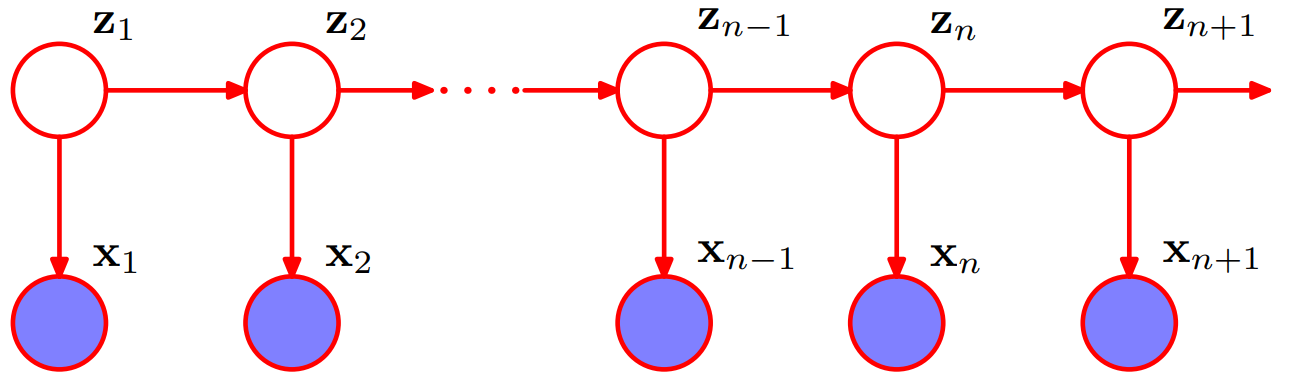 z₁ z₂ zₙ₋₁ zₙ zₙ₊₁
x₁ x₂ xₙ₋₁ xₙ xₙ₊₁